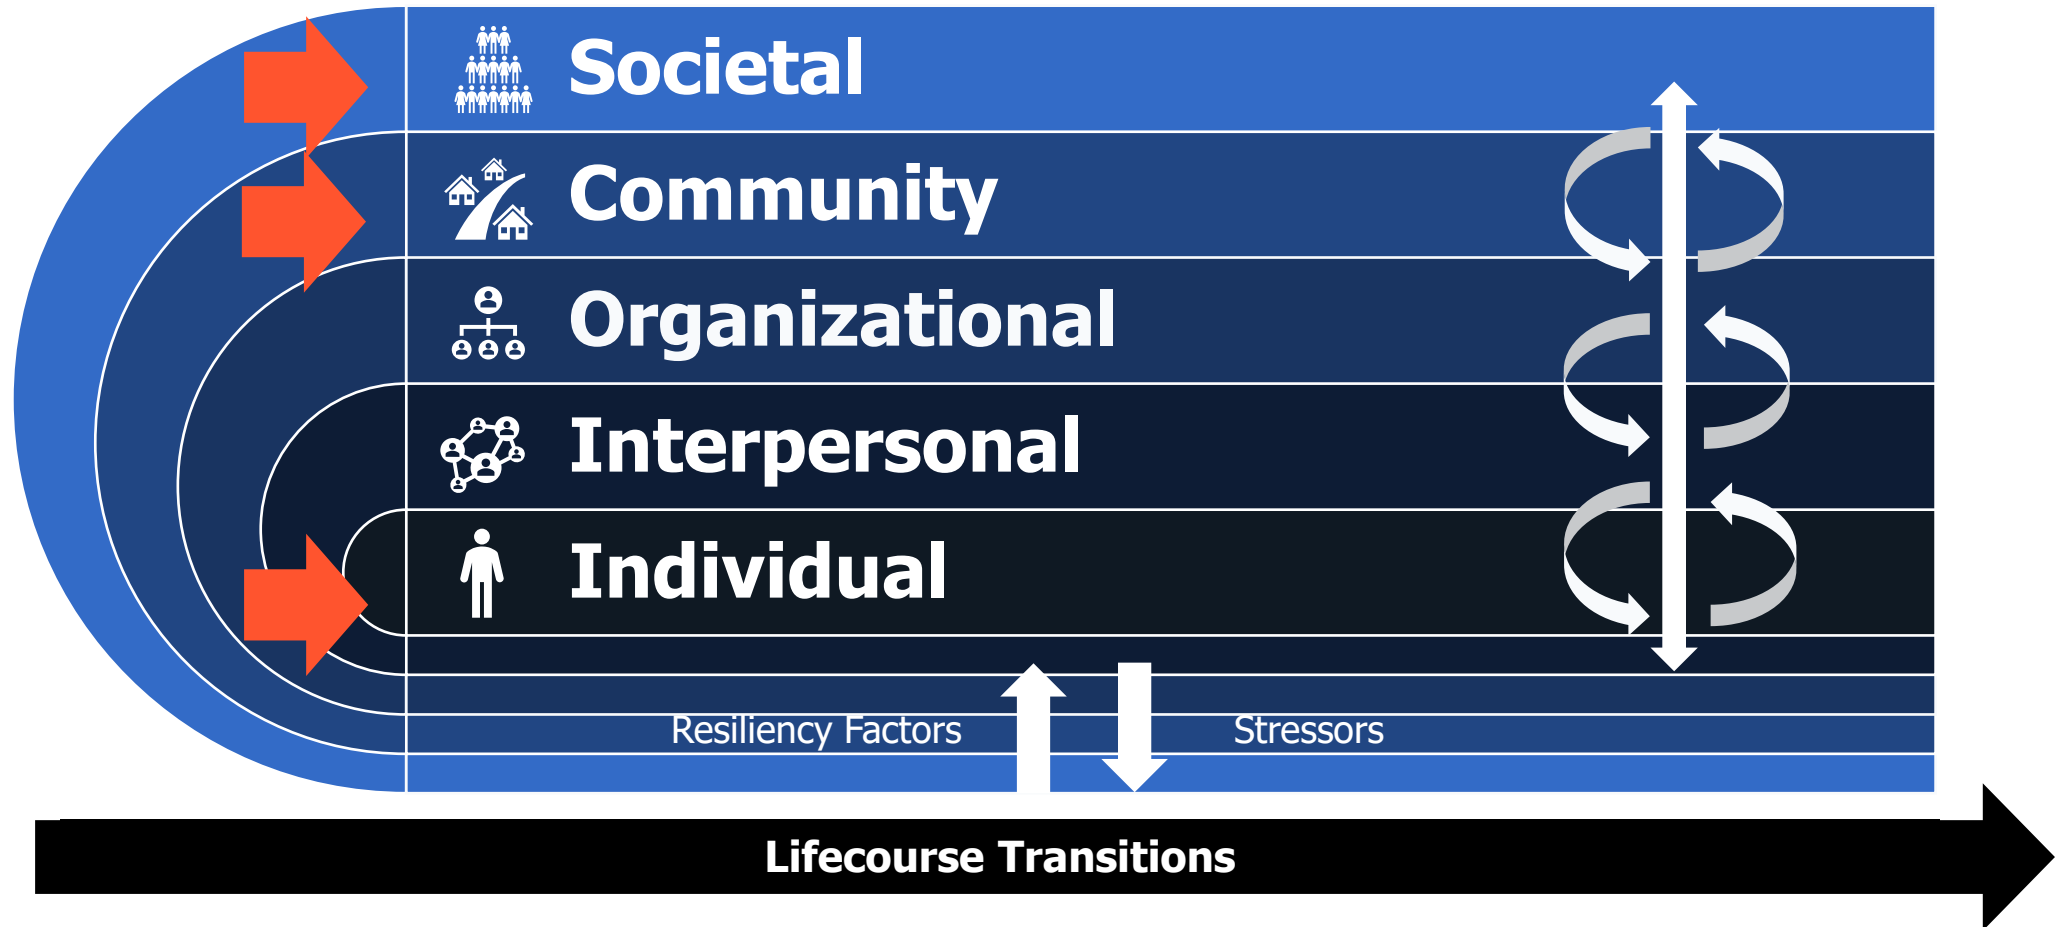 Societal
Community
Organizational
Interpersonal
Individual
Resiliency Factors
Stressors
Lifecourse Transitions